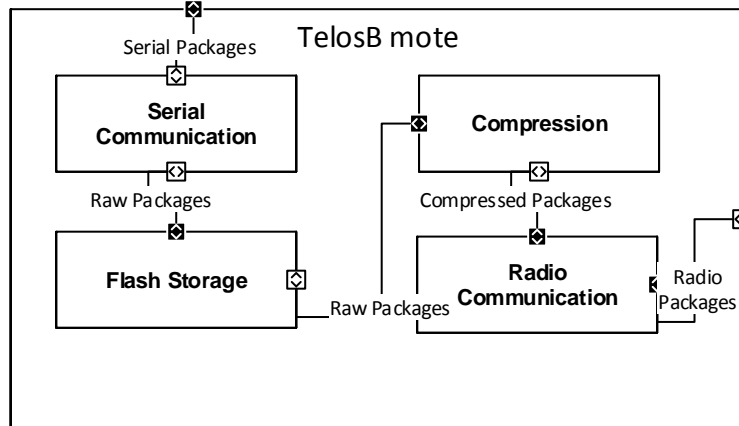 TelosB mote
Serial Packages
Serial
Communication
Compression
Raw Packages
Compressed Packages
Flash Storage
Radio
Communication
Radio
Packages
Raw Packages